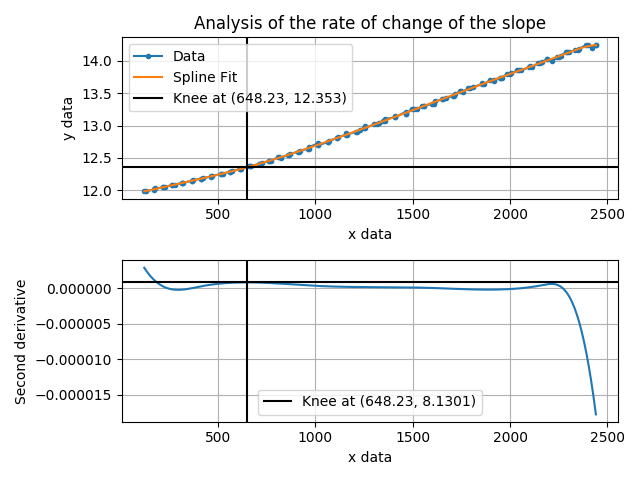 Analysis of the rate of change of the slope
14.0
13.5
13.0
12.5
12.0
y data
Data
Spline Fit
Knee at (648.23, 12.353)
500
1000
1500
2000
2500
x data
0.000000
−0.000005
−0.000010
−0.000015
Second derivative
Knee at (648.23, 8.1301)
500
1000
1500
2000
2500
x data